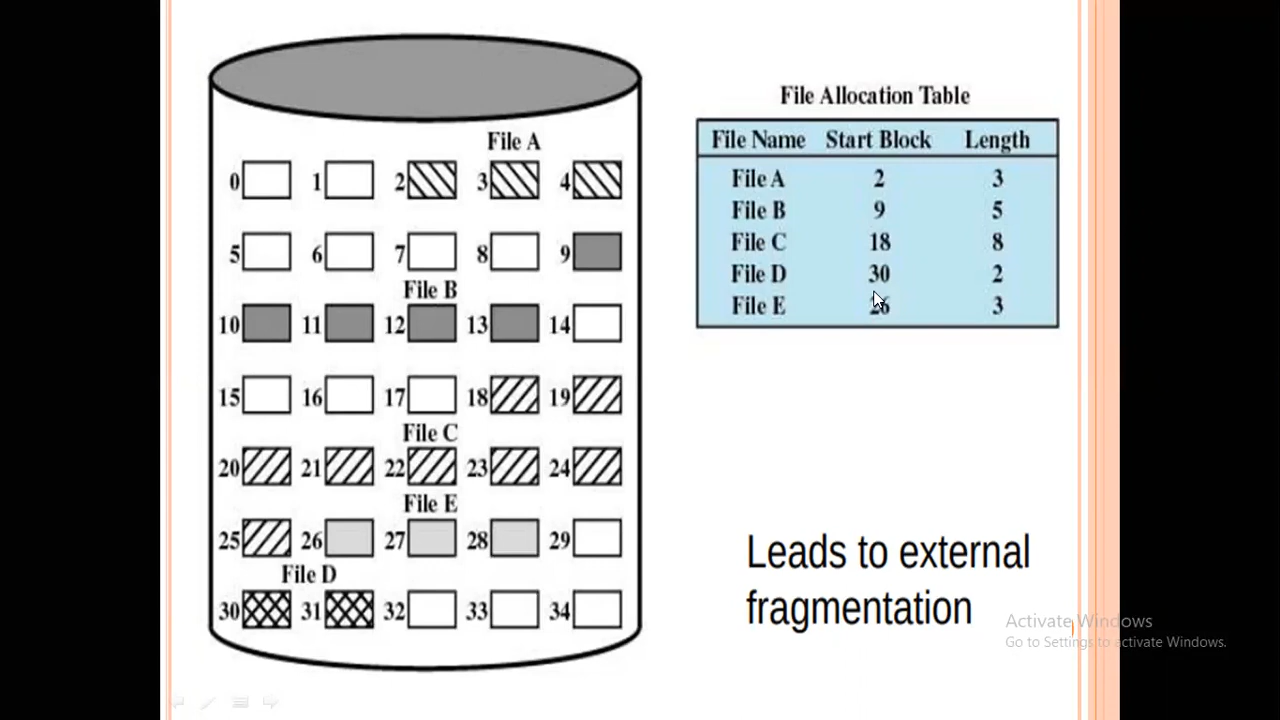 File A
0 1 2 3 4
5 6 7 8 9
File B
10 11 12 13 14
15 16 17 18 19
File C
20 21 22 23 24
File E
25 26 27 28 29
File D
30 31 32 33 34
File Allocation Table
File Name Start Block Length
File A 2 3
File B 9 5
File C 18 8
File D 30 2
File E 26 3
Leads to external
fragmentation
Activate Windows
Go to Settings to activate Windows.